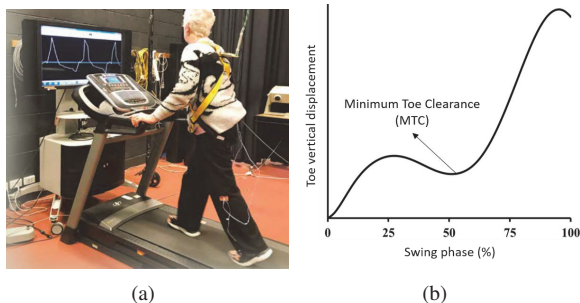 Toe vertical displacement
Minimum Toe Clearance
(MTC)
0 25 50 75 100
Swing phase (%)
(a) (b)